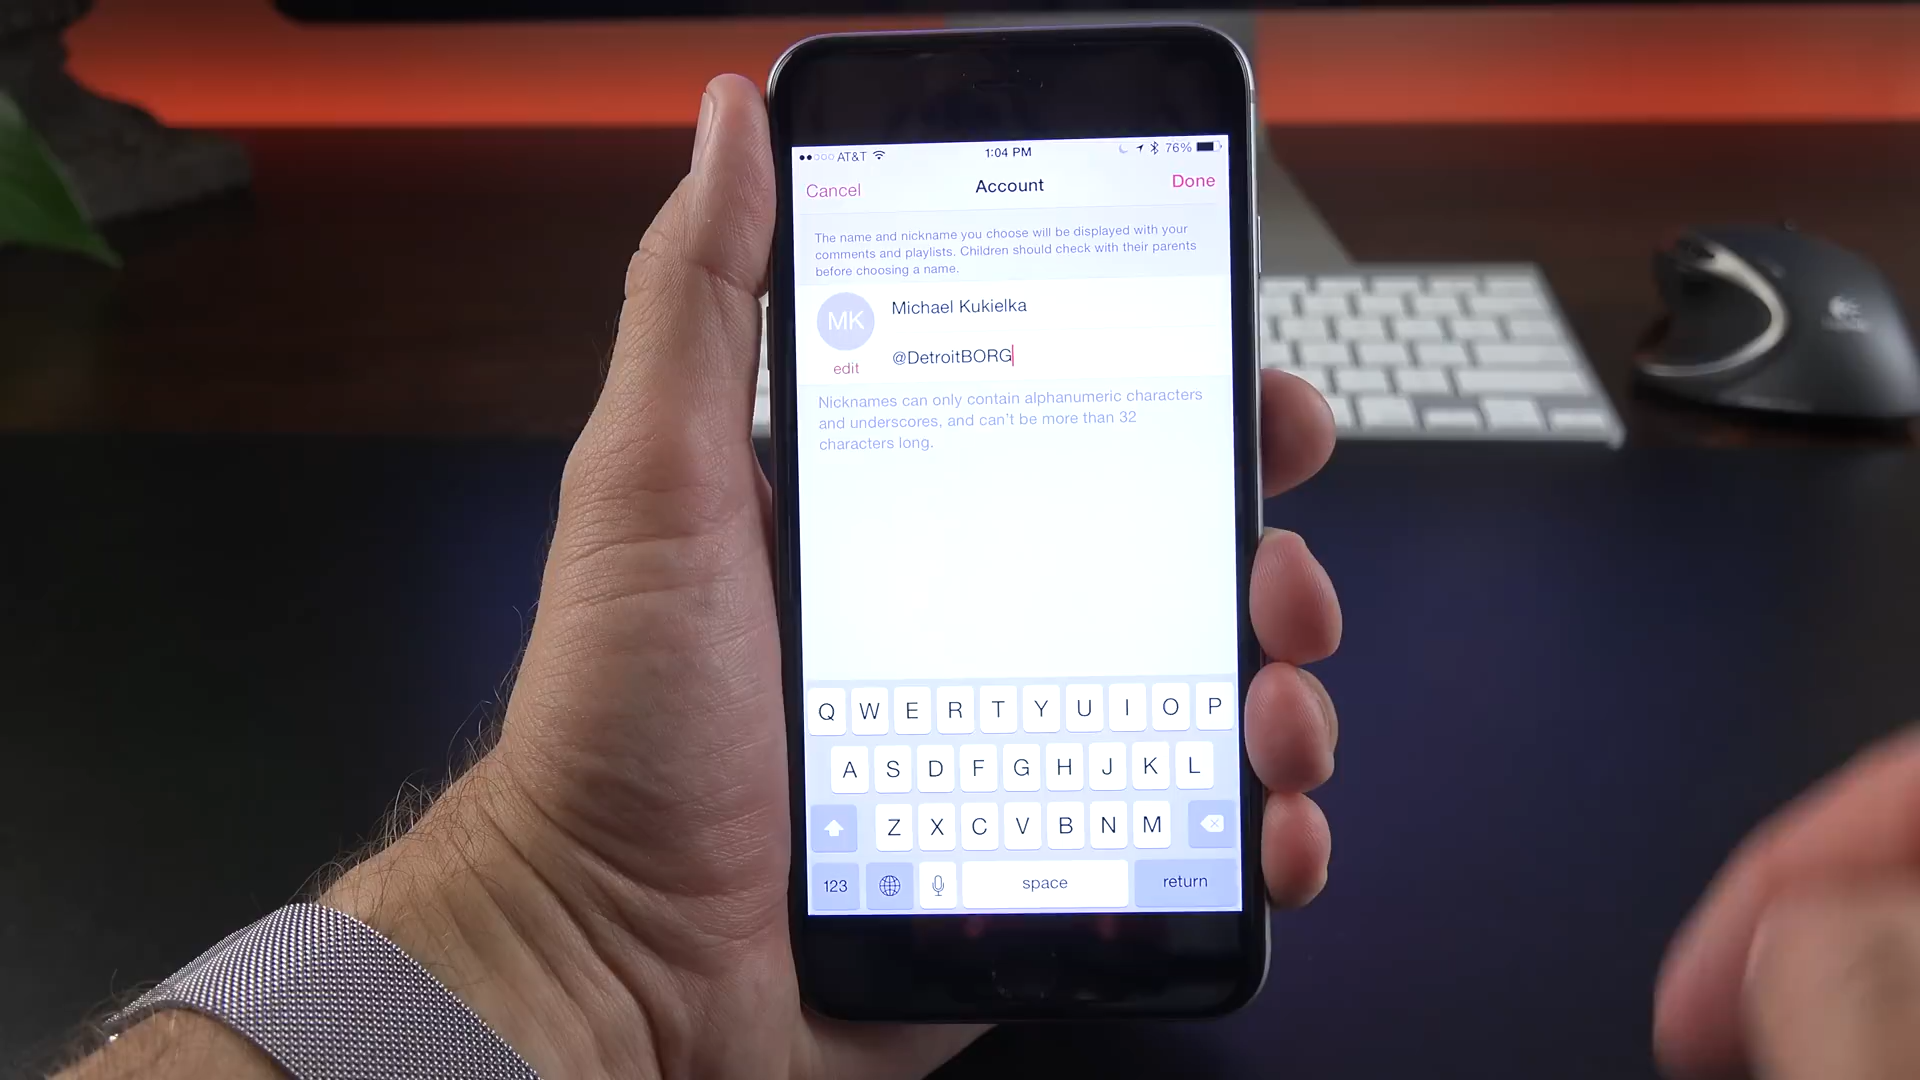 AT&T 1:04 PM 76%
Cancel Account Done
The name and nickname you choose will be displayed with your
comments and playlists. Children should check with their parents
before choosing a name.
MK Michael Kukielka
edit @DetroitBORG
Nicknames can only contain alphanumeric characters
and underscores, and can't be more than 32
characters long.
Q W E R T Y U I O P
A S D F G H J K L
Z X C V B N M
123 space return